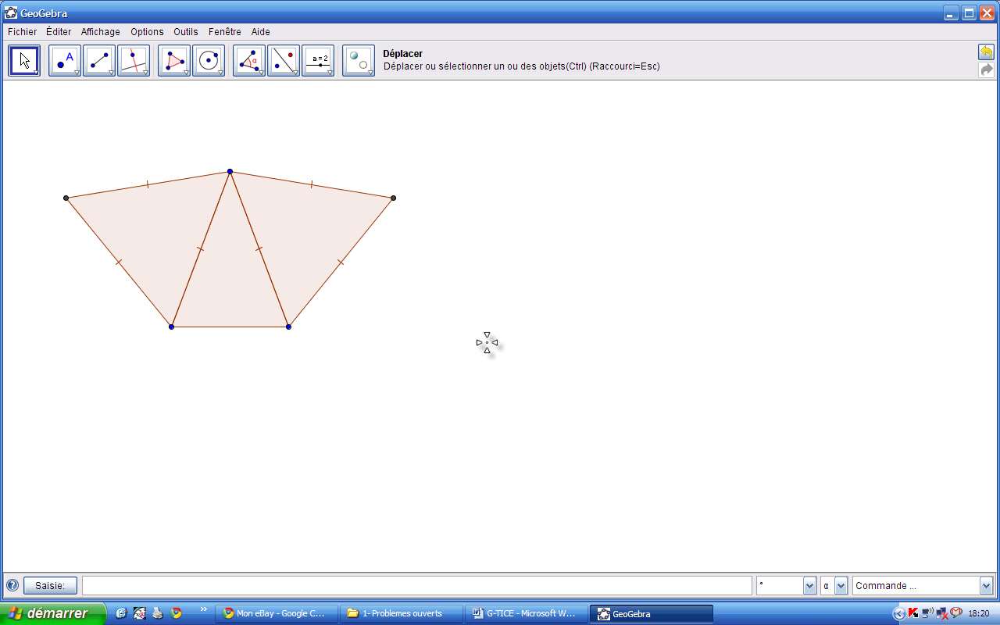 GeoGebra
Fichier Éditer Affichage Options Outils Fenêtre Aide
A
α
a = 2
Déplacer
Déplacer ou sélectionner un ou des objets(Ctrl) (Raccourci=Esc)
Saisie: ° α Commande ...
démarrer » Mon eBay - Google C... 1- Problemes ouverts G-TICE - Microsoft W... GeoGebra 18:20